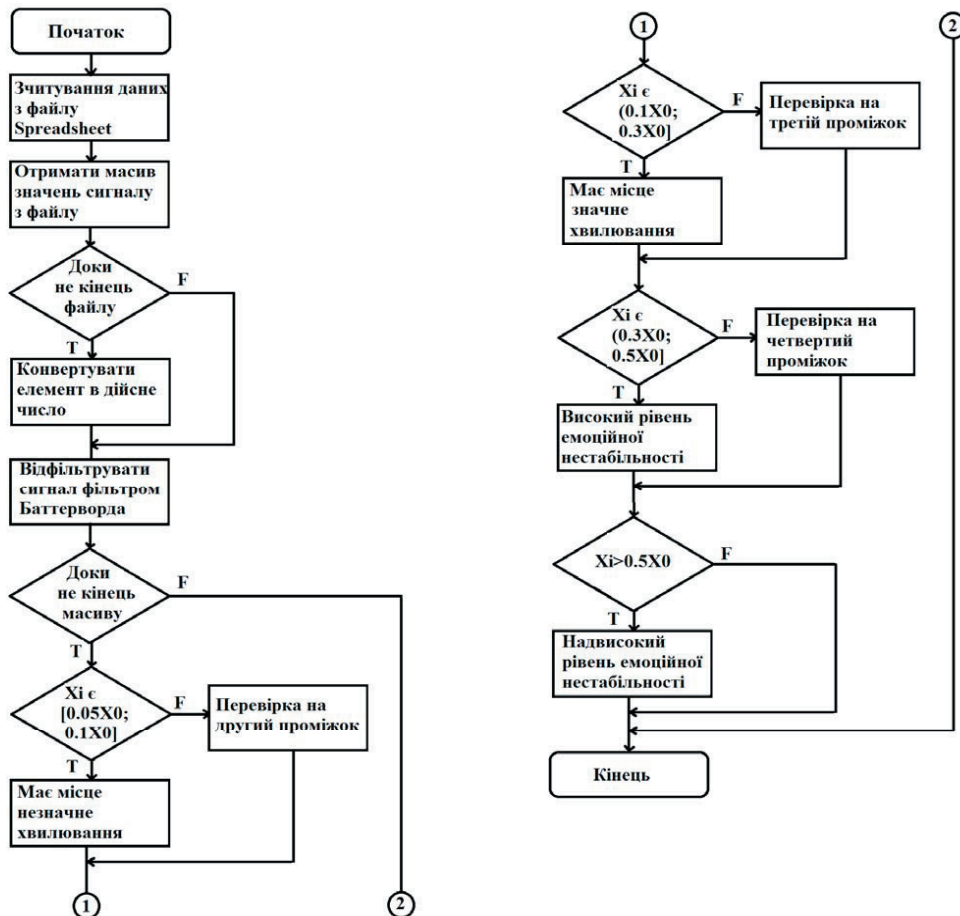 Початок
Зчитування даних
з файлу
Spreadsheet
Отримати масив
значень сигналу
з файлу
Доки
не кінець
файлу
F
T
Конвертувати
елемент в дійсне
число
Відфільтрувати
сигнал фільтром
Баттерворда
Доки
не кінець
масиву
F
T
Xi є
[0.05X0;
0.1X0]
F
Перевірка на
другий проміжок
T
Має місце
незначне
хвилювання
1
2
1
2
Xi є
(0.1X0;
0.3X0]
F
Перевірка на
третій проміжок
T
Має місце
значне
хвилювання
Xi є
(0.3X0;
0.5X0]
F
Перевірка на
четвертий
проміжок
T
Високий рівень
емоційної
нестабільності
Xi>0.5X0
F
T
Надвисокий
рівень емоційної
нестабільності
Кінець